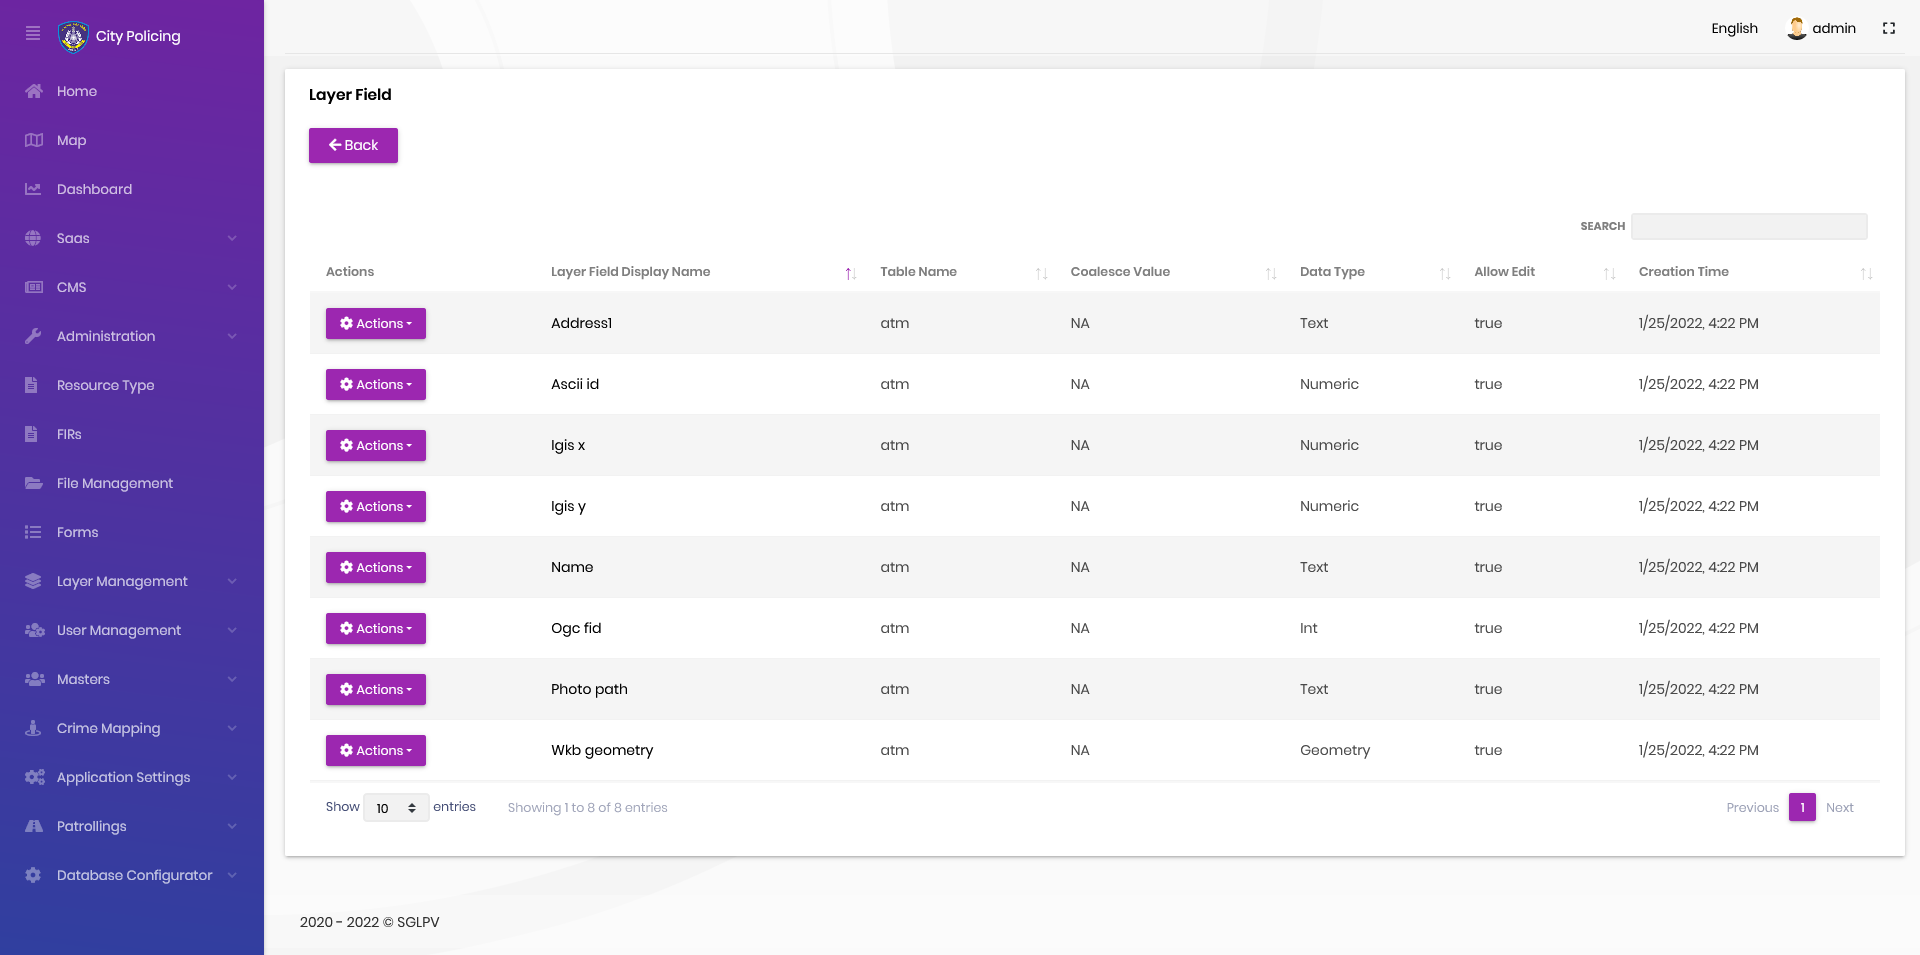 City Policing
Home
Map
Dashboard
Saas
CMS
Administration
Resource Type
FIRs
File Management
Forms
Layer Management
User Management
Masters
Crime Mapping
Application Settings
Patrollings
Database Configurator
English admin
Layer Field
Back
SEARCH
Actions Layer Field Display Name Table Name Coalesce Value Data Type Allow Edit Creation Time
Actions Address1 atm NA Text true 1/25/2022, 4:22 PM
Actions Ascii id atm NA Numeric true 1/25/2022, 4:22 PM
Actions Igis x atm NA Numeric true 1/25/2022, 4:22 PM
Actions Igis y atm NA Numeric true 1/25/2022, 4:22 PM
Actions Name atm NA Text true 1/25/2022, 4:22 PM
Actions Ogc fid atm NA Int true 1/25/2022, 4:22 PM
Actions Photo path atm NA Text true 1/25/2022, 4:22 PM
Actions Wkb geometry atm NA Geometry true 1/25/2022, 4:22 PM
Show 10 entries Showing 1 to 8 of 8 entries Previous 1 Next
2020 - 2022 © SGLPV